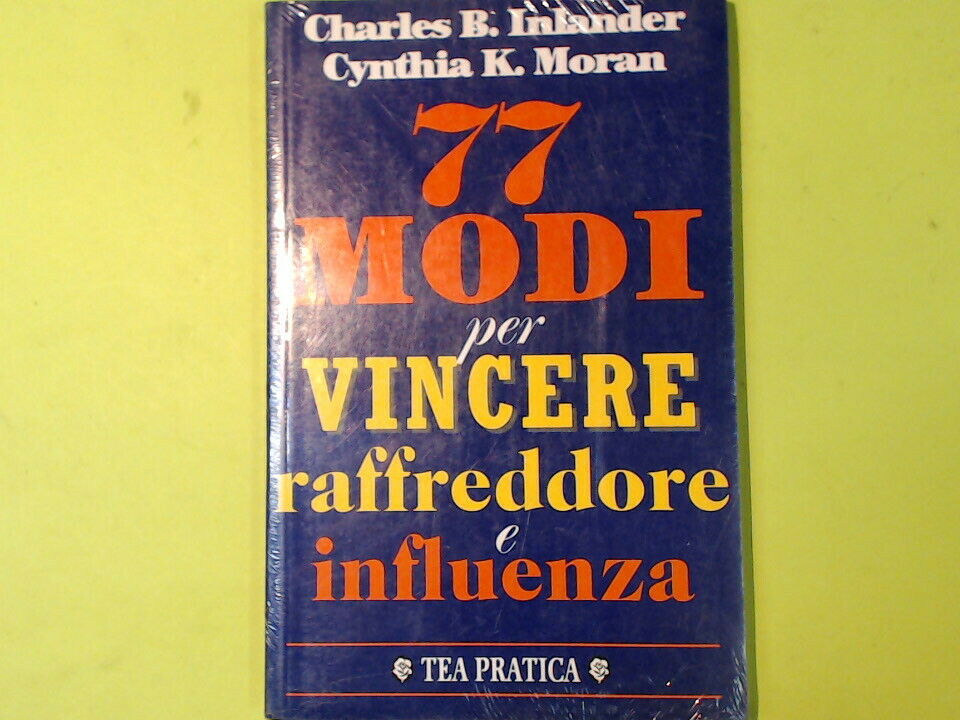 Charles B. Inlander
Cynthia K. Moran
77
MODI
per
VINCERE
raffreddore
e
influenza
TEA PRATICA